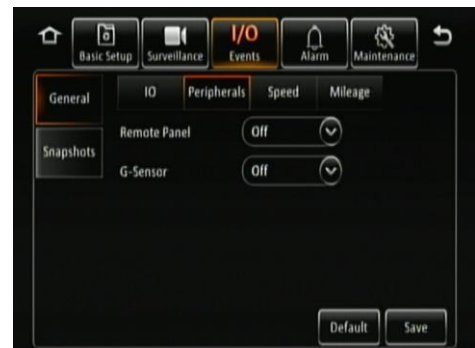 I/O
Basic Setup Surveillance Events Alarm Maintenance
General IO Peripherals Speed Mileage
Remote Panel Off
Snapshots
G-Sensor Off
Default Save